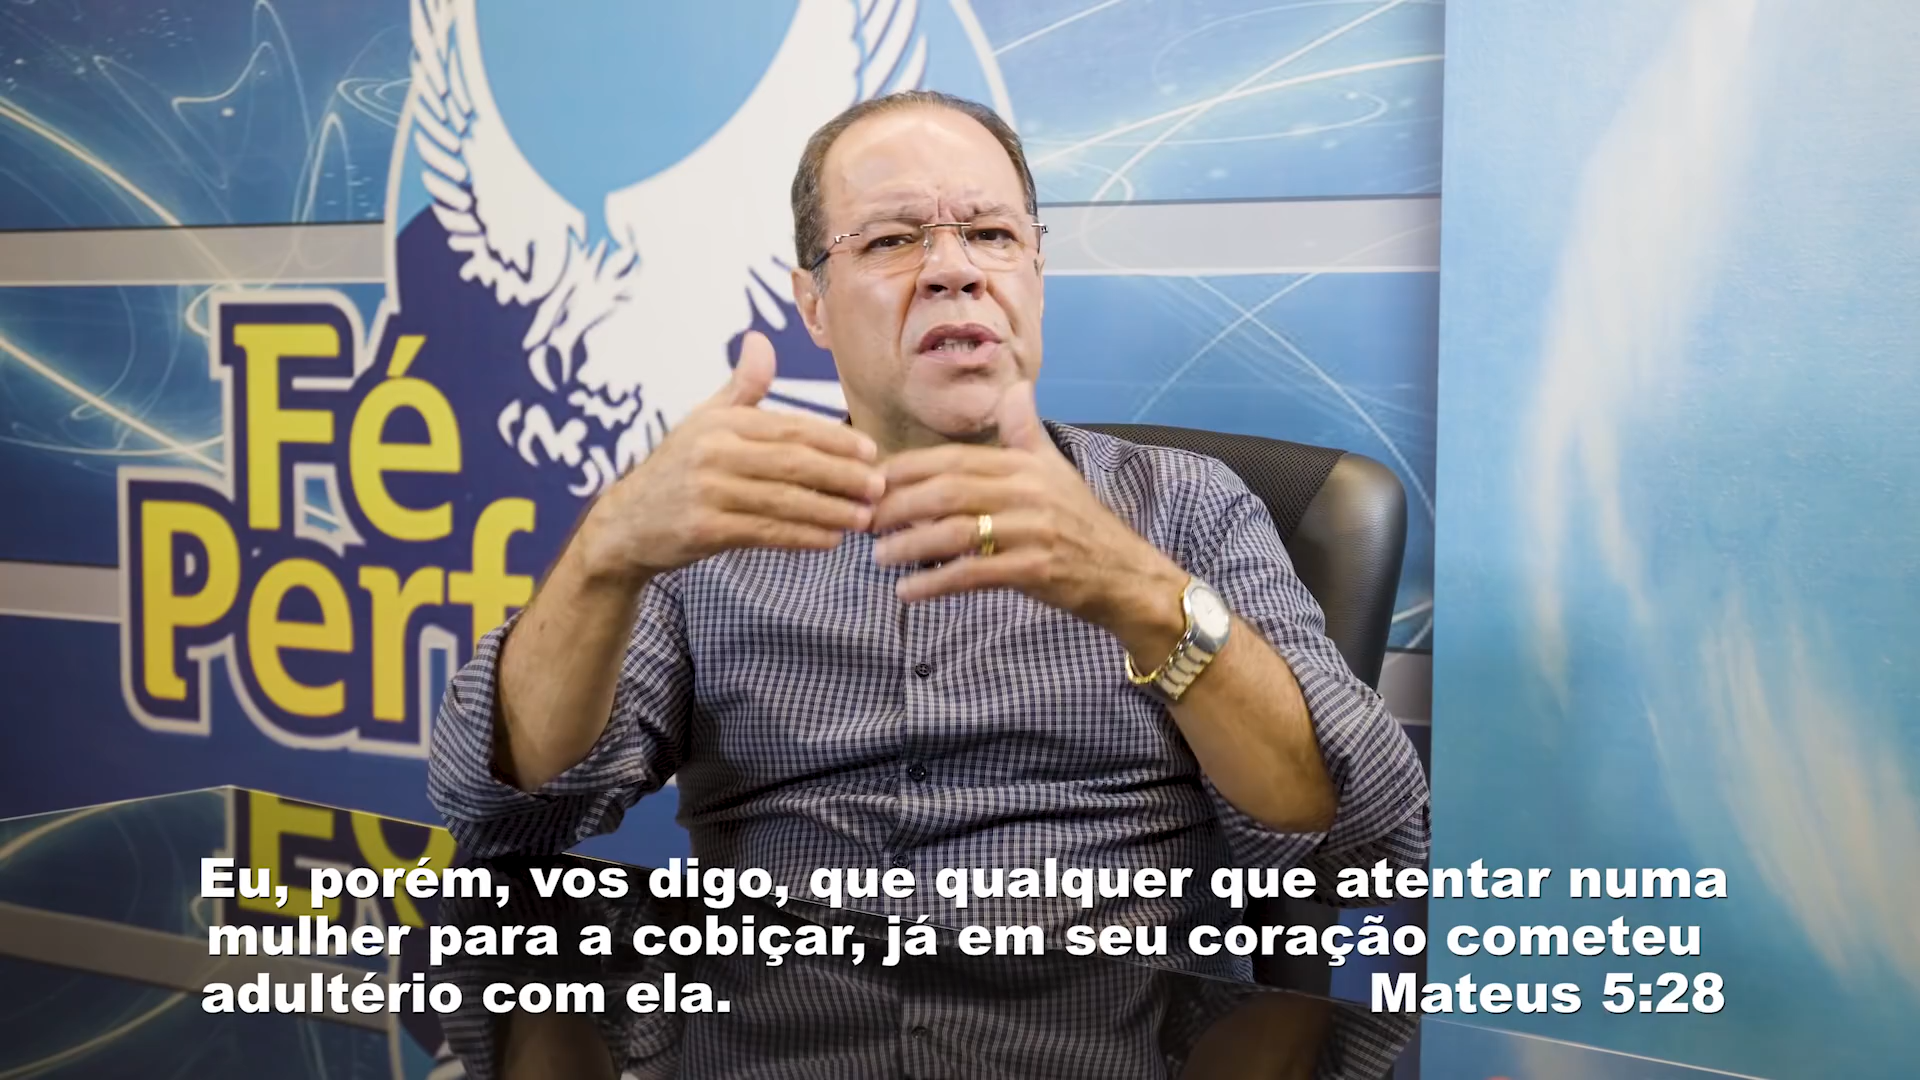 Fé
Perf
Eu, porém, vos digo, que qualquer que atentar numa
mulher para a cobiçar, já em seu coração cometeu
adultério com ela. Mateus 5:28